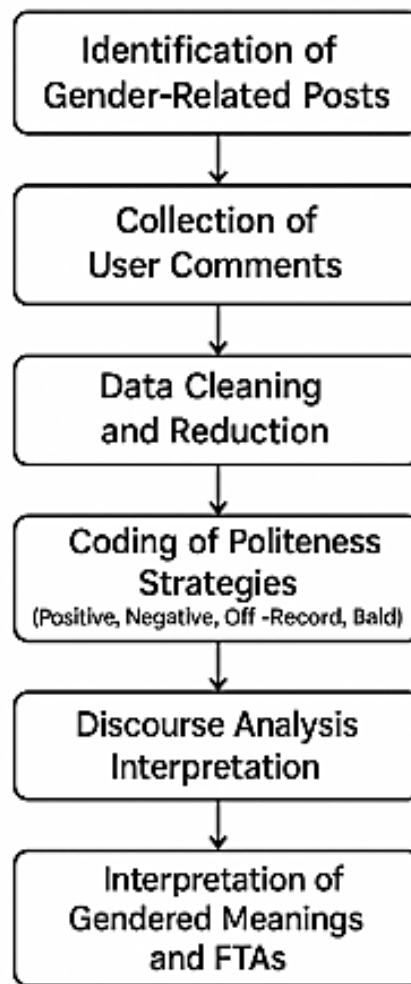 Identification of
Gender-Related Posts
Collection of
User Comments
Data Cleaning
and Reduction
Coding of Politeness
Strategies
(Positive, Negative, Off -Record, Bald)
Discourse Analysis
Interpretation
Interpretation of
Gendered Meanings
and FTAs